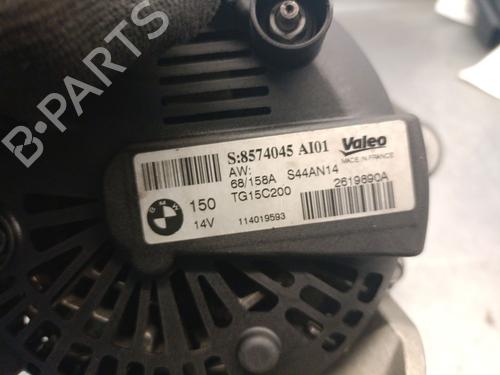 S:8574045 AI01
Valeo
MADE IN FRANCE
AW:
68/158A S44AN14
TG15C200 2619890A
BMW
150
14V
114019593
B-PARTS